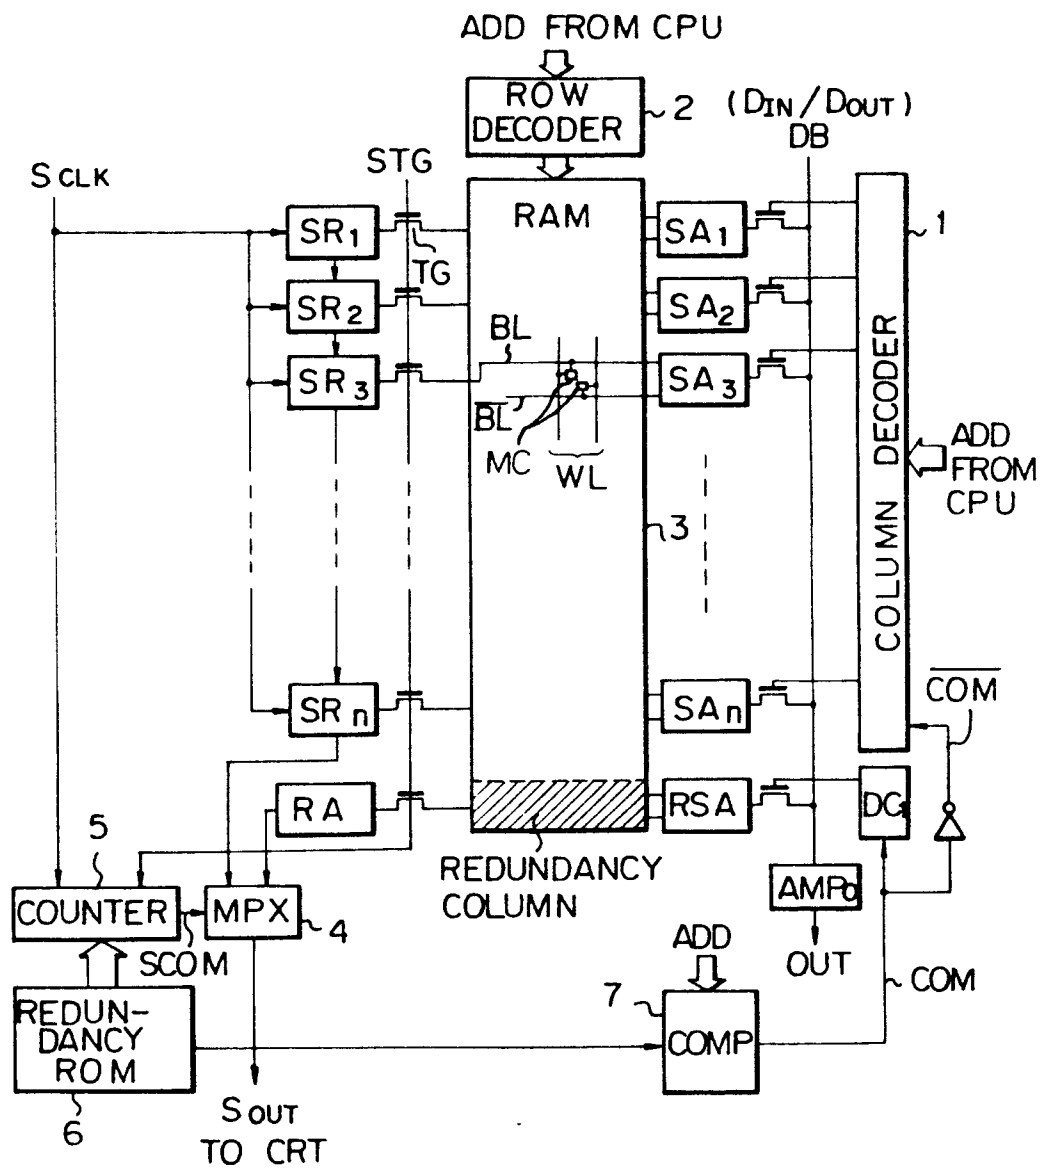 ADD FROM CPU
ROW
DECODER
2
(DIN/DOUT)
DB
SCLK
STG
RAM
SR1
TG
SA1
1
SR2
SA2
BL
SR3
SA3
BL
MC
WL
COLUMN DECODER
ADD
FROM
CPU
3
SRn
SAn
COM
RA
RSA
DC1
5
REDUNDANCY
COLUMN
COUNTER
MPX
4
AMP0
SCOM
ADD
OUT
COM
7
REDUN-
DANCY
ROM
COMP
6
SOUT
TO CRT